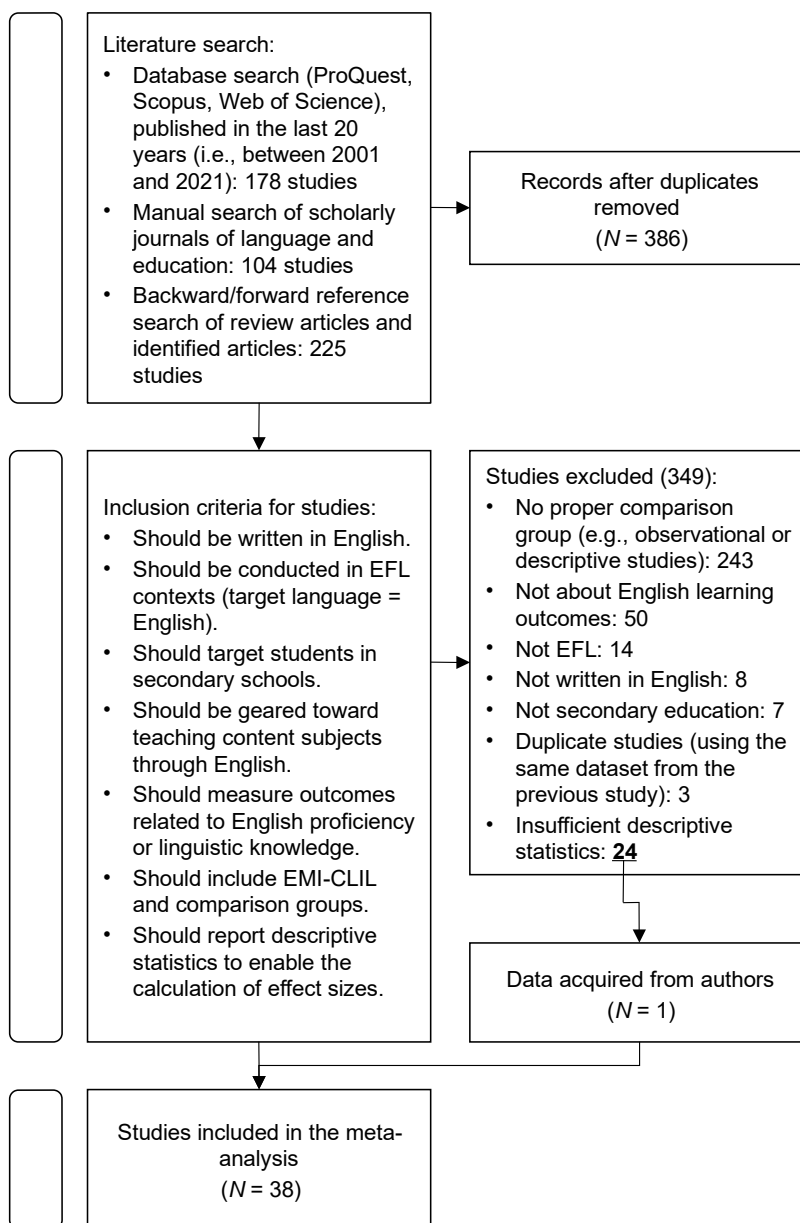 Literature search:
• Database search (ProQuest,
Scopus, Web of Science),
published in the last 20
years (i.e., between 2001
and 2021): 178 studies
• Manual search of scholarly
journals of language and
education: 104 studies
• Backward/forward reference
search of review articles and
identified articles: 225
studies
Records after duplicates
removed
(N = 386)
Inclusion criteria for studies:
• Should be written in English.
• Should be conducted in EFL
contexts (target language =
English).
• Should target students in
secondary schools.
• Should be geared toward
teaching content subjects
through English.
• Should measure outcomes
related to English proficiency
or linguistic knowledge.
• Should include EMI-CLIL
and comparison groups.
• Should report descriptive
statistics to enable the
calculation of effect sizes.
Studies excluded (349):
• No proper comparison
group (e.g., observational or
descriptive studies): 243
• Not about English learning
outcomes: 50
• Not EFL: 14
• Not written in English: 8
• Not secondary education: 7
• Duplicate studies (using the
same dataset from the
previous study): 3
• Insufficient descriptive
statistics: 24
Data acquired from authors
(N = 1)
Studies included in the meta-
analysis
(N = 38)